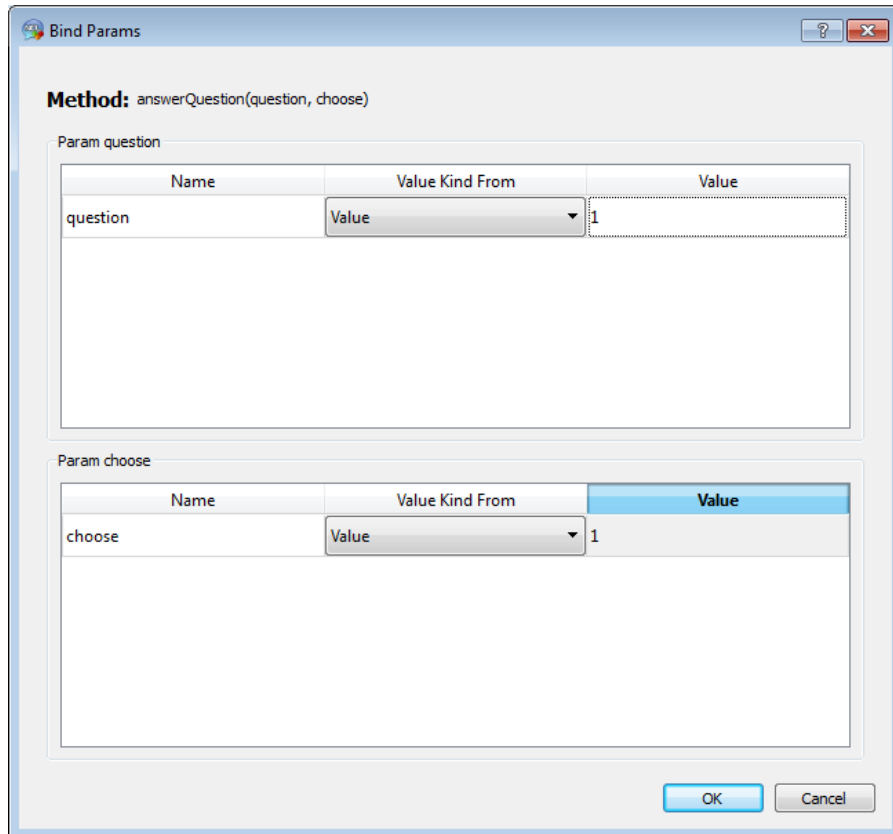 Bind Params
Method: answerQuestion(question, choose)
Param question
Name Value Kind From Value
question Value 1
Param choose
Name Value Kind From Value
choose Value 1
OK Cancel